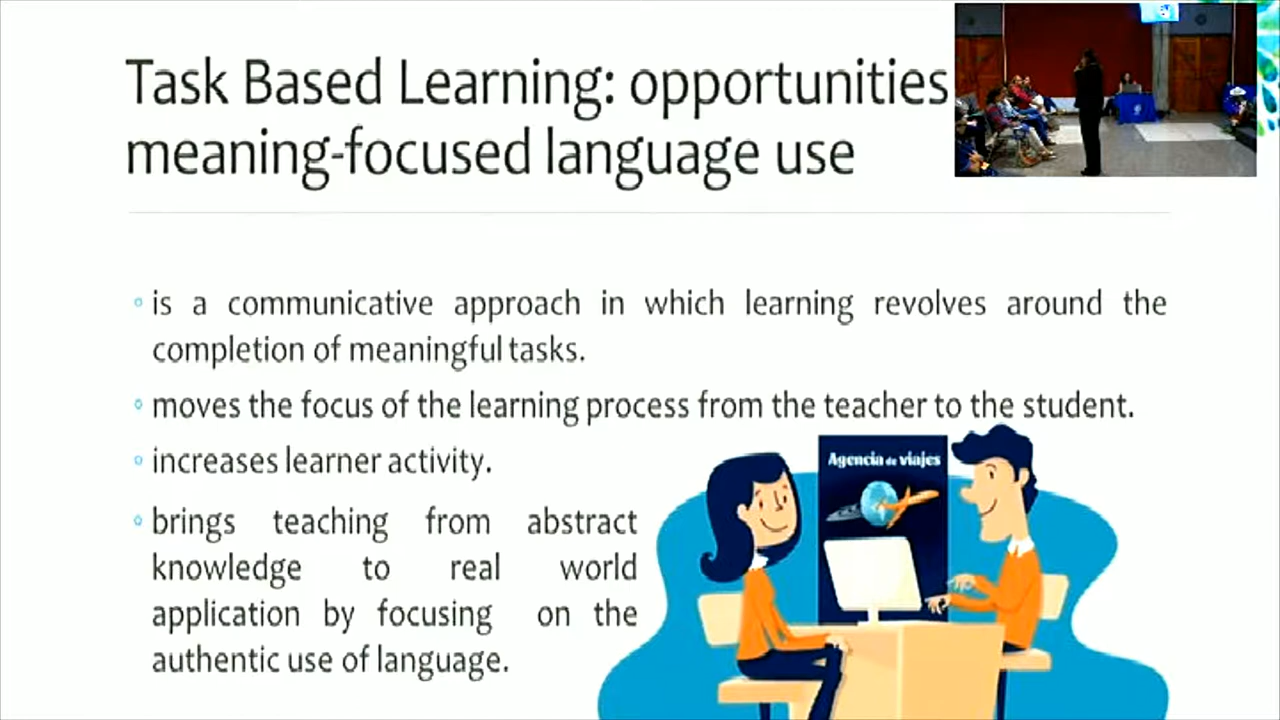 Task Based Learning: opportunities
meaning-focused language use
is a communicative approach in which learning revolves around the
completion of meaningful tasks.
moves the focus of the learning process from the teacher to the student.
increases learner activity.
Agencia de viajes
brings teaching from abstract
knowledge to real world
application by focusing on the
authentic use of language.